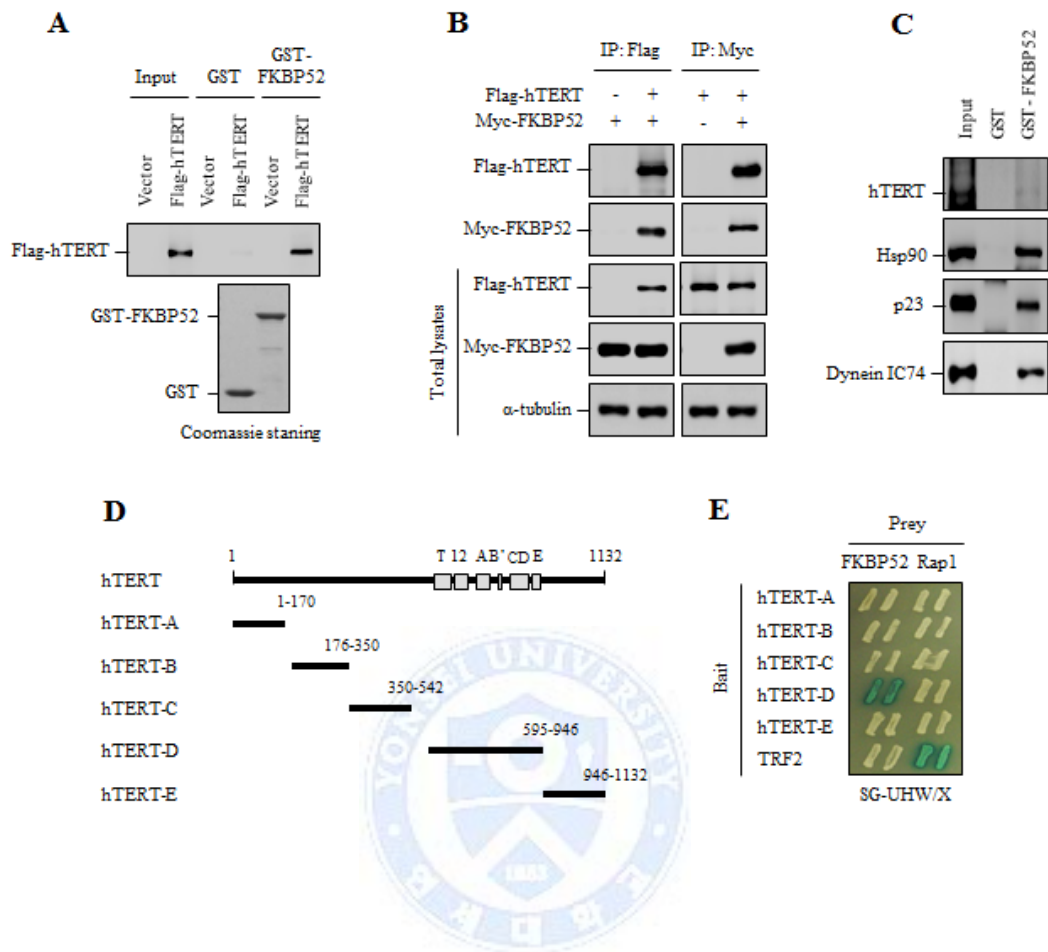 A
Input
GST
GST-
FKBP52
Vector
Flag-hTERT
Vector
Flag-hTERT
Vector
Flag-hTERT
Flag-hTERT
GST-FKBP52
GST
Coomassie staning
B
IP: Flag
IP: Myc
Flag-hTERT - + + +
Myc-FKBP52 + + - +
Flag-hTERT
Myc-FKBP52
Total lysates
Flag-hTERT
Myc-FKBP52
α-tubulin
C
Input
GST
GST - FKBP52
hTERT
Hsp90
p23
Dynein IC74
D
1
T 12 A B' C D E
1132
hTERT
1-170
hTERT-A
176-350
hTERT-B
350-542
hTERT-C
595-946
hTERT-D
946-1132
hTERT-E
YONSEI UNIVERSITY
1885
E
Prey
FKBP52 Rap1
Bait
hTERT-A
hTERT-B
hTERT-C
hTERT-D
hTERT-E
TRF2
SG-UHW/X